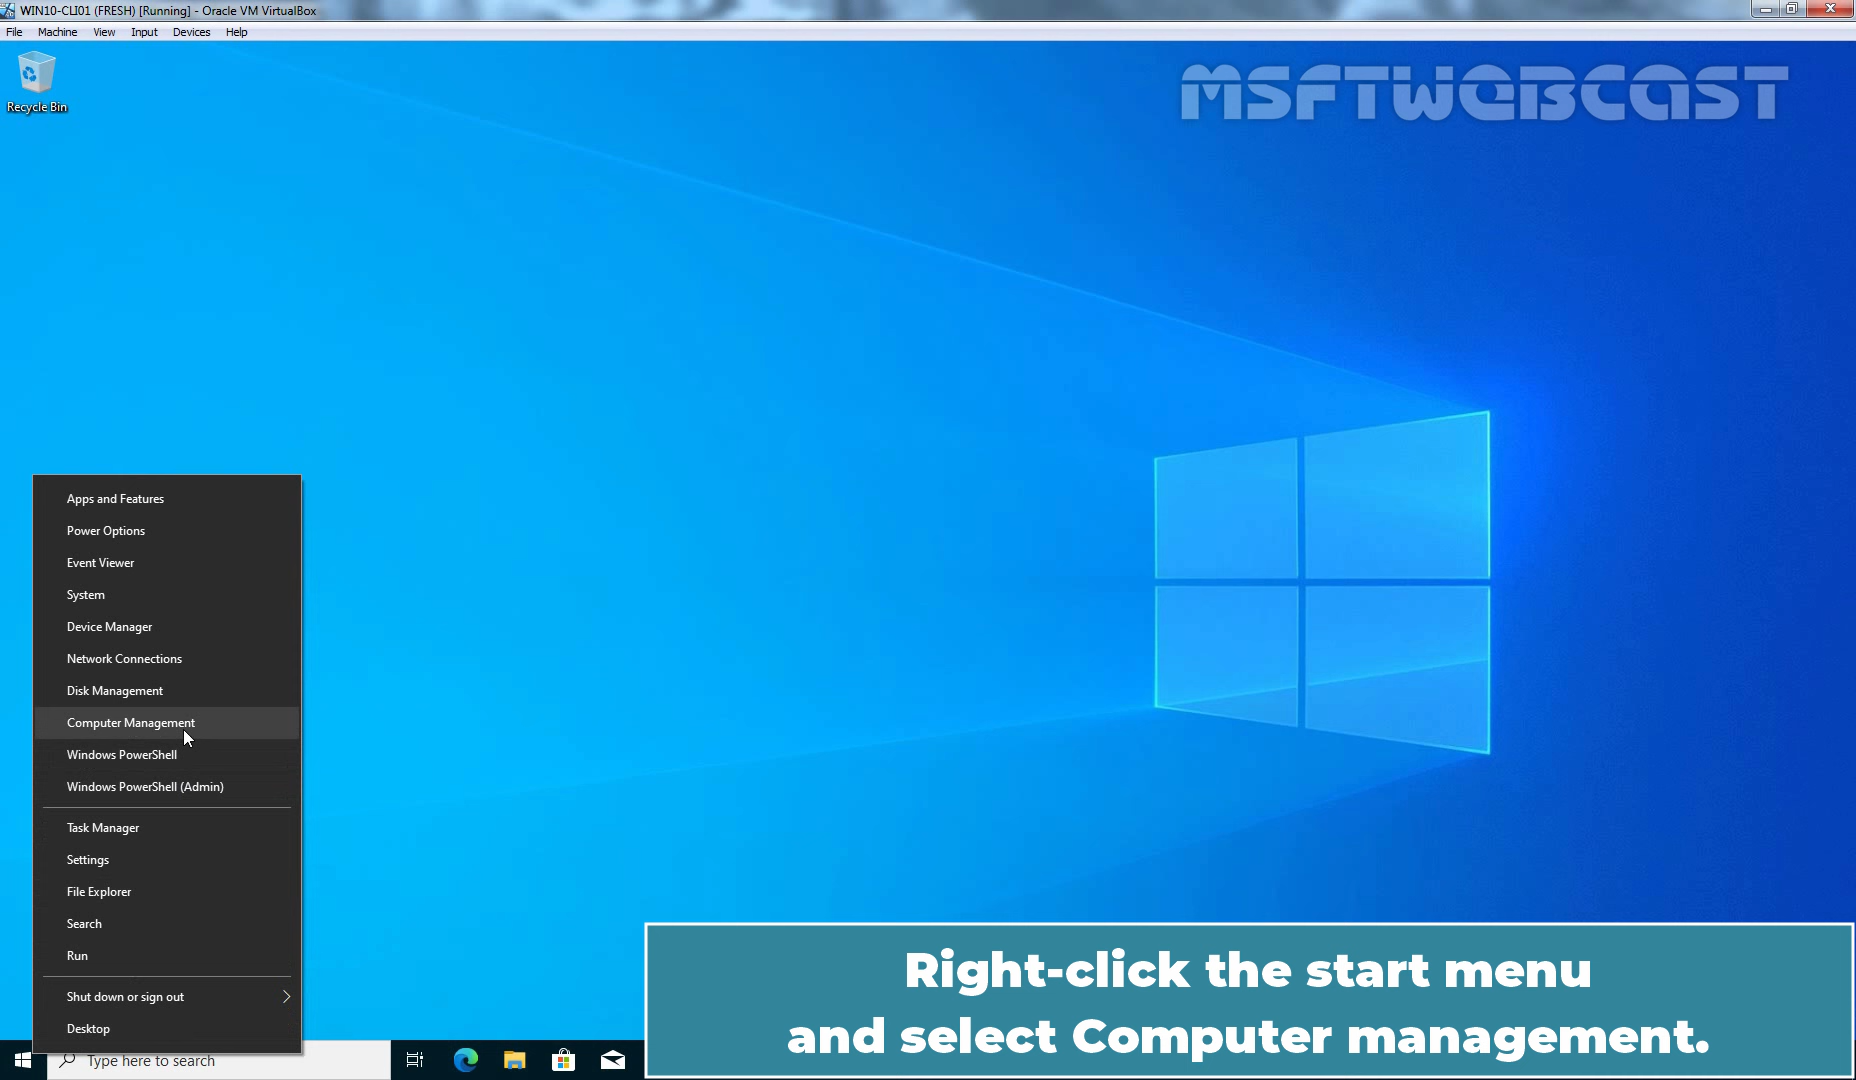 WIN10-CLI01 (FRESH) [Running] - Oracle VM VirtualBox
File Machine View Input Devices Help
Recycle Bin
MSFTWEBCAST
Apps and Features
Power Options
Event Viewer
System
Device Manager
Network Connections
Disk Management
Computer Management
Windows PowerShell
Windows PowerShell (Admin)
Task Manager
Settings
File Explorer
Search
Run
Shut down or sign out
Desktop
Type here to search
Right-click the start menu
and select Computer management.